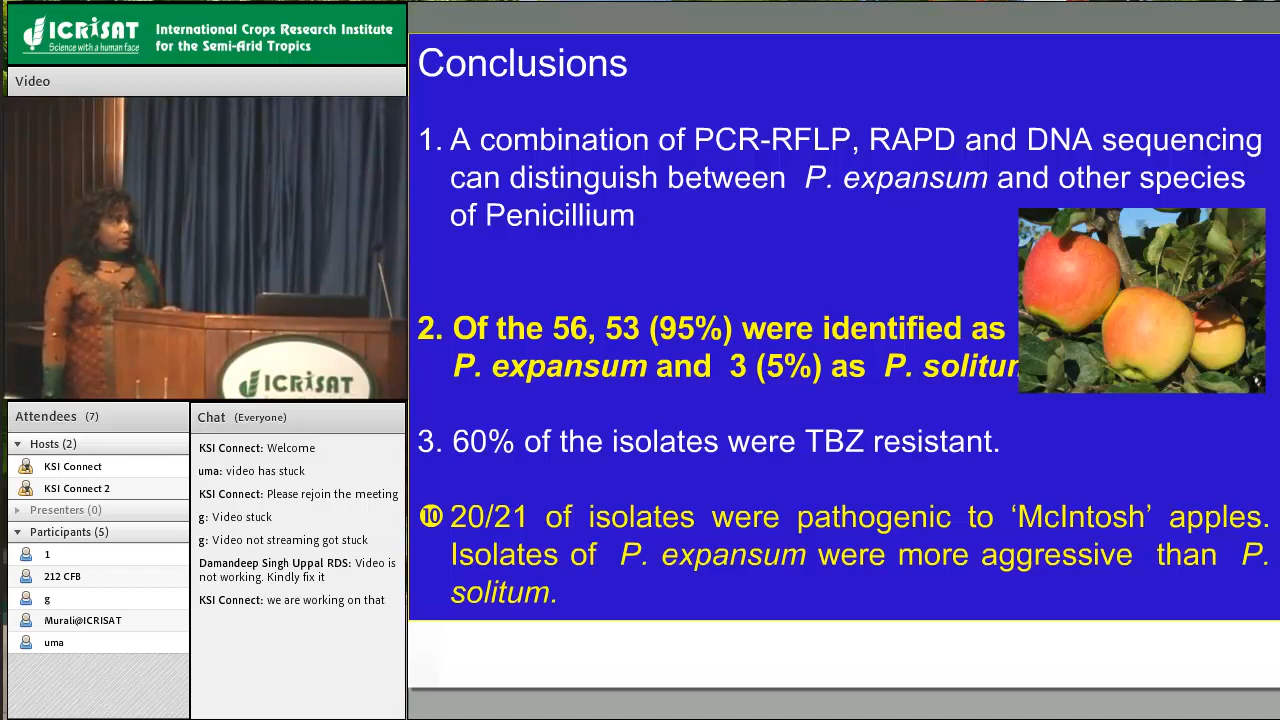 ICRISAT
Science with a human face
International Crops Research Institute
for the Semi-Arid Tropics
Video
ICRISAT
Attendees (7)
Hosts (2)
KSI Connect
KSI Connect 2
Presenters (0)
Participants (5)
1
212 CFB
g
Murali@ICRISAT
uma
Chat (Everyone)
KSI Connect: Welcome
uma: video has stuck
KSI Connect: Please rejoin the meeting
g: Video stuck
g: Video not streaming got stuck
Damandeep Singh Uppal RDS: Video is
not working. Kindly fix it
KSI Connect: we are working on that
Conclusions
1. A combination of PCR-RFLP, RAPD and DNA sequencing
can distinguish between P. expansum and other species
of Penicillium
2. Of the 56, 53 (95%) were identified as
P. expansum and 3 (5%) as P. solitum
3. 60% of the isolates were TBZ resistant.
❿ 20/21 of isolates were pathogenic to ‘McIntosh’ apples.
Isolates of P. expansum were more aggressive than P.
solitum.